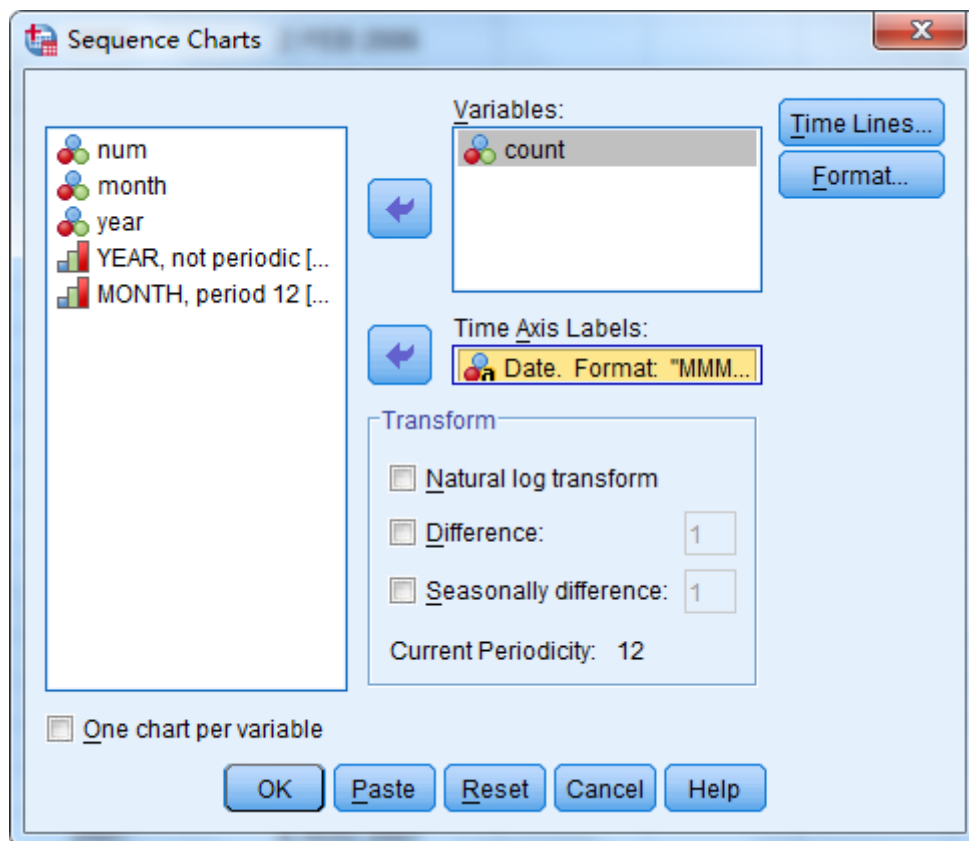 Sequence Charts
num
month
year
YEAR, not periodic [...
MONTH, period 12 [...
Variables:
count
Time Lines...
Format...
Time Axis Labels:
Date. Format: "MMM...
Transform
Natural log transform
Difference:
1
Seasonally difference:
1
Current Periodicity: 12
One chart per variable
OK
Paste
Reset
Cancel
Help